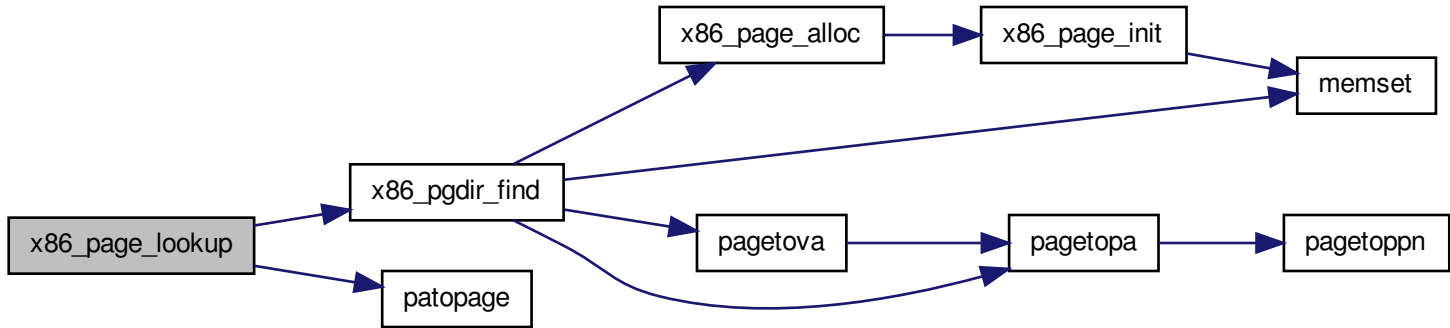 x86_page_alloc
x86_page_init
memset
x86_pgdir_find
x86_page_lookup
pagetova
pagetopa
pagetoppn
patopage